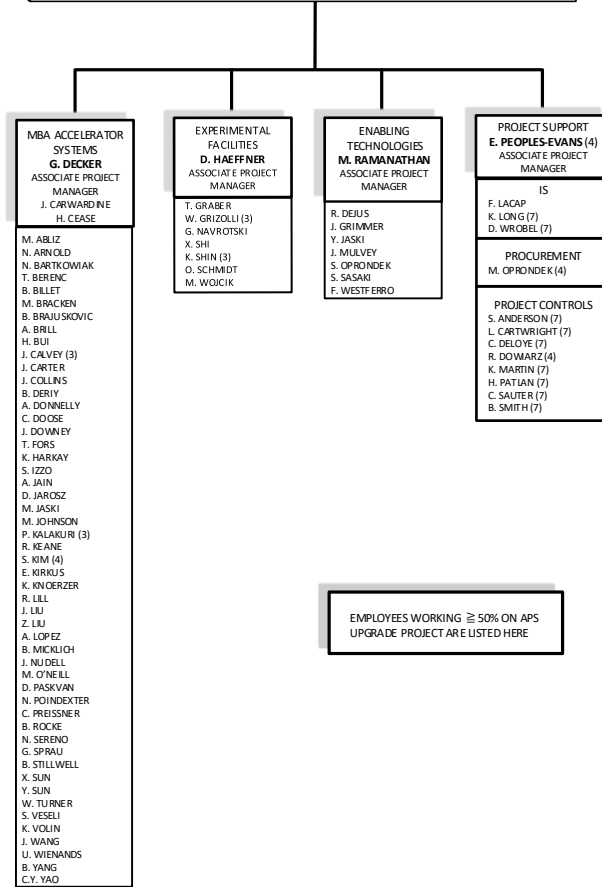 MBA ACCELERATOR
SYSTEMS
G. DECKER
ASSOCIATE PROJECT
MANAGER
J. CARWARDINE
H. CEASE
M. ABLIZ
N. ARNOLD
N. BARTKOWIAK
T. BERENC
B. BILLET
M. BRACKEN
B. BRAJUSKOVIC
A. BRILL
H. BUI
J. CALVEY (3)
J. CARTER
J. COLLINS
B. DERIY
A. DONNELLY
C. DOOSE
J. DOWNEY
T. FORS
K. HARKAY
S. IZZO
A. JAIN
D. JAROSZ
M. JASKI
M. JOHNSON
P. KALAKURI (3)
R. KEANE
S. KIM (4)
E. KIRKUS
K. KNOERZER
R. LILL
J. LIU
Z. LIU
A. LOPEZ
B. MICKLICH
J. NUDELL
M. O'NEILL
D. PASKVAN
N. POINDEXTER
C. PREISSNER
B. ROCKE
N. SERENO
G. SPRAU
B. STILLWELL
X. SUN
Y. SUN
W. TURNER
S. VESELI
K. VOLIN
J. WANG
U. WIENANDS
B. YANG
C.Y. YAO
EXPERIMENTAL
FACILITIES
D. HAEFFNER
ASSOCIATE PROJECT
MANAGER
T. GRABER
W. GRIZOLLI (3)
G. NAVROTSKI
X. SHI
K. SHIN (3)
O. SCHMIDT
M. WOJCIK
ENABLING
TECHNOLOGIES
M. RAMANATHAN
ASSOCIATE PROJECT
MANAGER
R. DEJUS
J. GRIMMER
Y. JASKI
J. MULVEY
S. OPRONDEK
S. SASAKI
F. WESTFERRO
PROJECT SUPPORT
E. PEOPLES-EVANS (4)
ASSOCIATE PROJECT
MANAGER
IS
F. LACAP
K. LONG (7)
D. WROBEL (7)
PROCUREMENT
M. OPRONDEK (4)
PROJECT CONTROLS
S. ANDERSON (7)
L. CARTWRIGHT (7)
C. DELOYE (7)
R. DOWIARZ (4)
K. MARTIN (7)
H. PATLAN (7)
C. SAUTER (7)
B. SMITH (7)
EMPLOYEES WORKING ≧ 50% ON APS
UPGRADE PROJECT ARE LISTED HERE